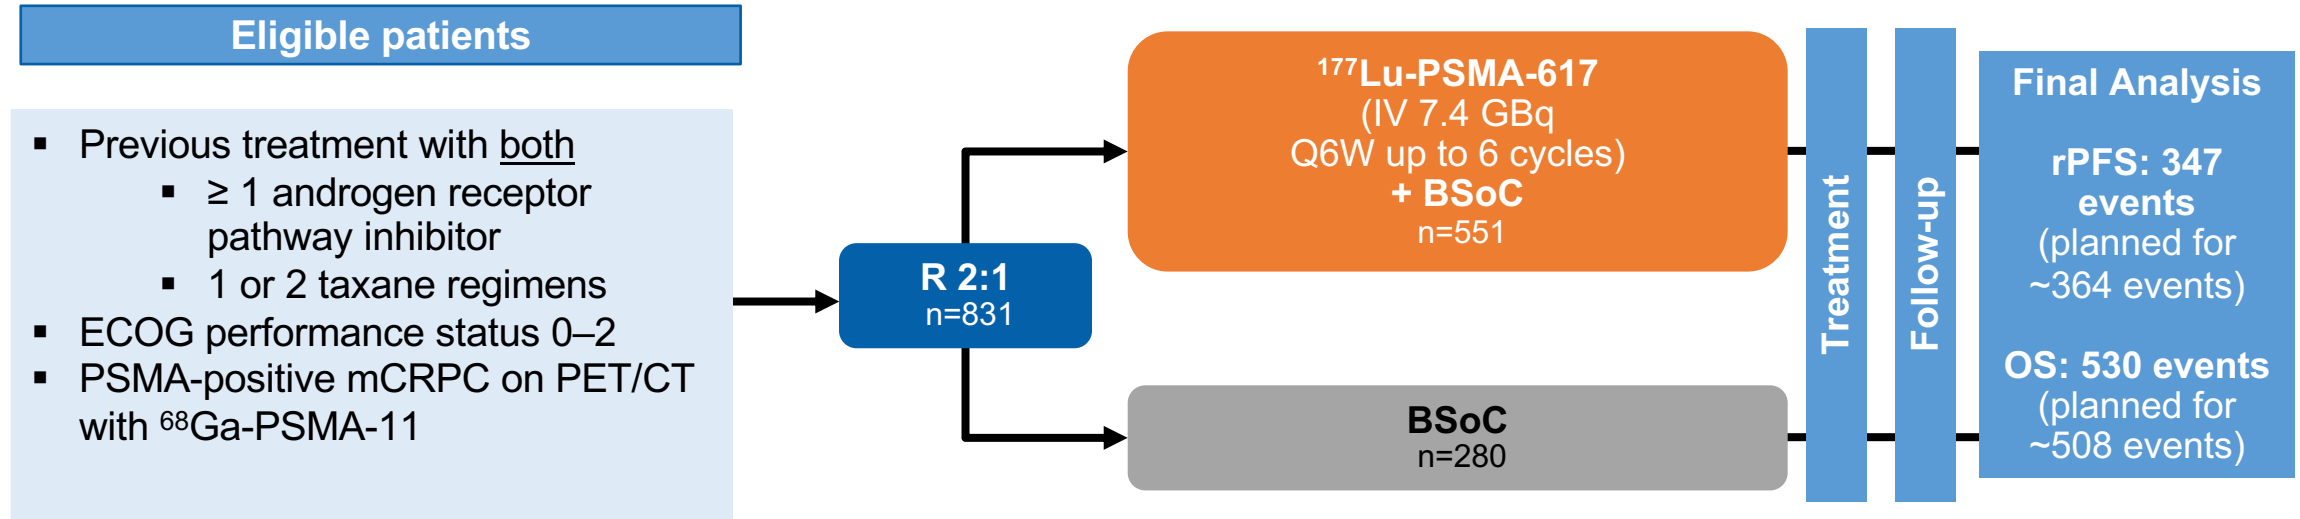 Eligible patients
▪ Previous treatment with both
▪ ≥ 1 androgen receptor
pathway inhibitor
▪ 1 or 2 taxane regimens
▪ ECOG performance status 0–2
▪ PSMA-positive mCRPC on PET/CT
with ⁶⁸Ga-PSMA-11
R 2:1
n=831
¹⁷⁷Lu-PSMA-617
(IV 7.4 GBq
Q6W up to 6 cycles)
+ BSoC
n=551
BSoC
n=280
Treatment
Follow-up
Final Analysis
rPFS: 347
events
(planned for
~364 events)
OS: 530 events
(planned for
~508 events)